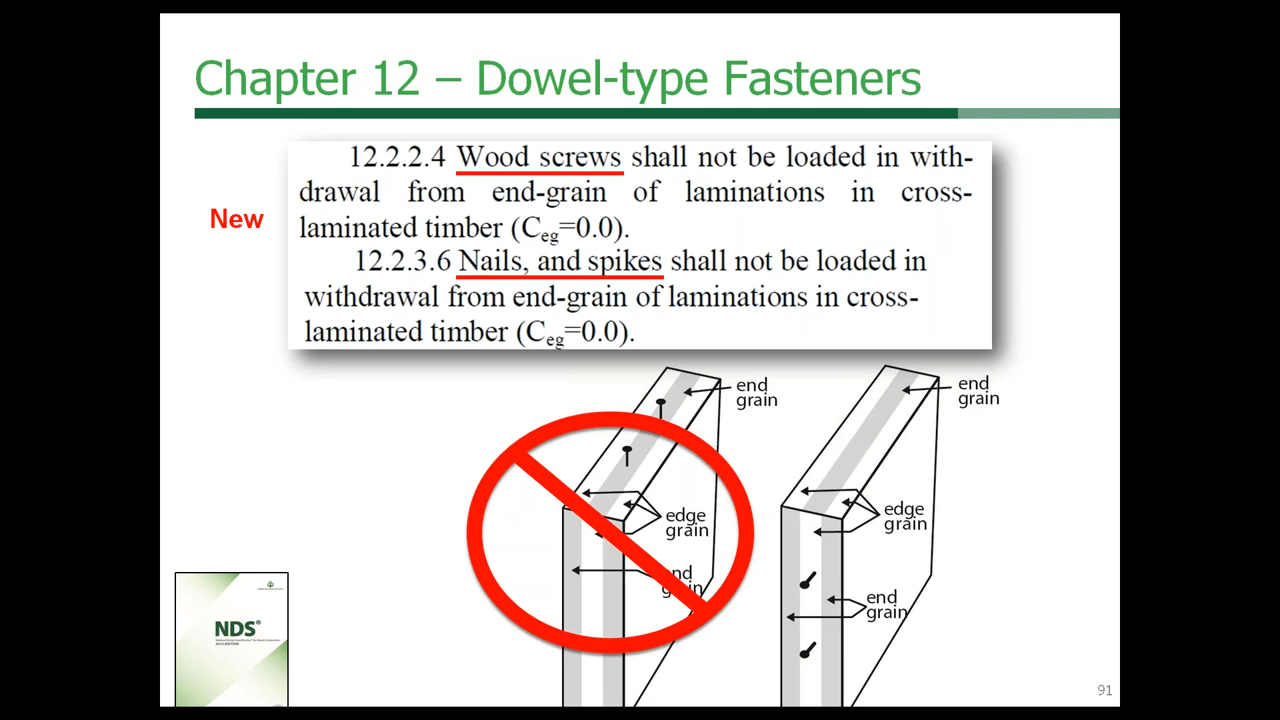 Chapter 12 – Dowel-type Fasteners
12.2.2.4 Wood screws shall not be loaded in with-
drawal from end-grain of laminations in cross-
New
laminated timber (Ceg=0.0).
12.2.3.6 Nails, and spikes shall not be loaded in
withdrawal from end-grain of laminations in cross-
laminated timber (Ceg=0.0).
end
grain
end
grain
edge
grain
edge
grain
end
grain
end
grain
NDS®
91